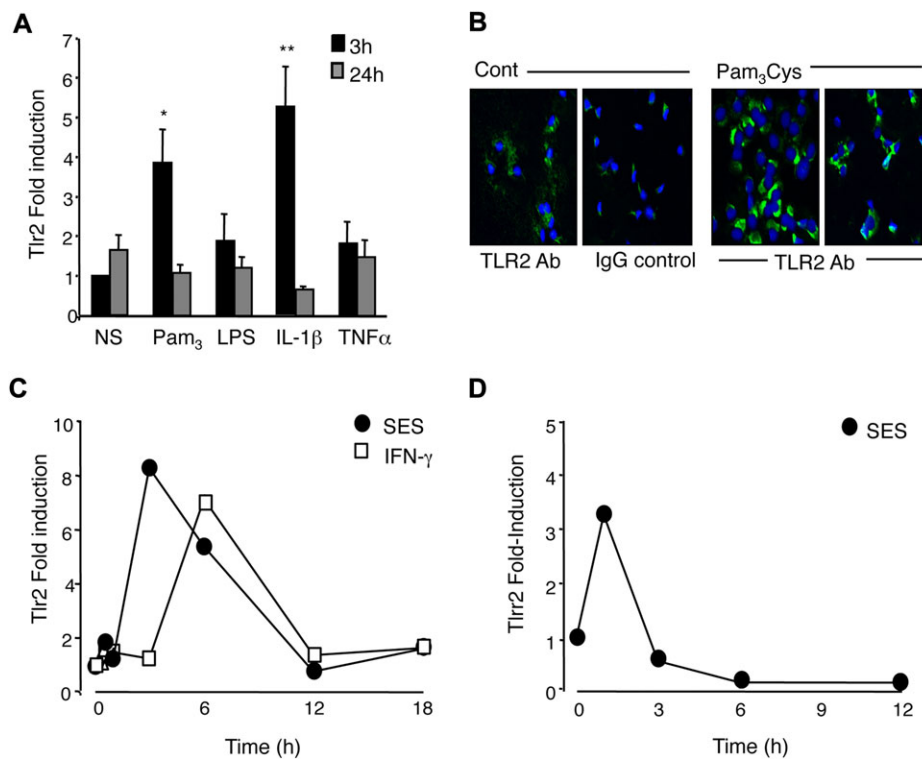 A
Tlr2 Fold induction
7
6
5
4
3
2
1
0
*
**
3h
24h
NS Pam₃ LPS IL-1β TNFα
B
Cont Pam₃Cys
TLR2 Ab IgG control TLR2 Ab
C
Tlr2 Fold induction
10
8
6
4
2
0
SES
IFN-γ
0 6 12 18
Time (h)
D
Tlrr2 Fold-Induction
5
4
3
2
1
0
SES
0 3 6 9 12
Time (h)